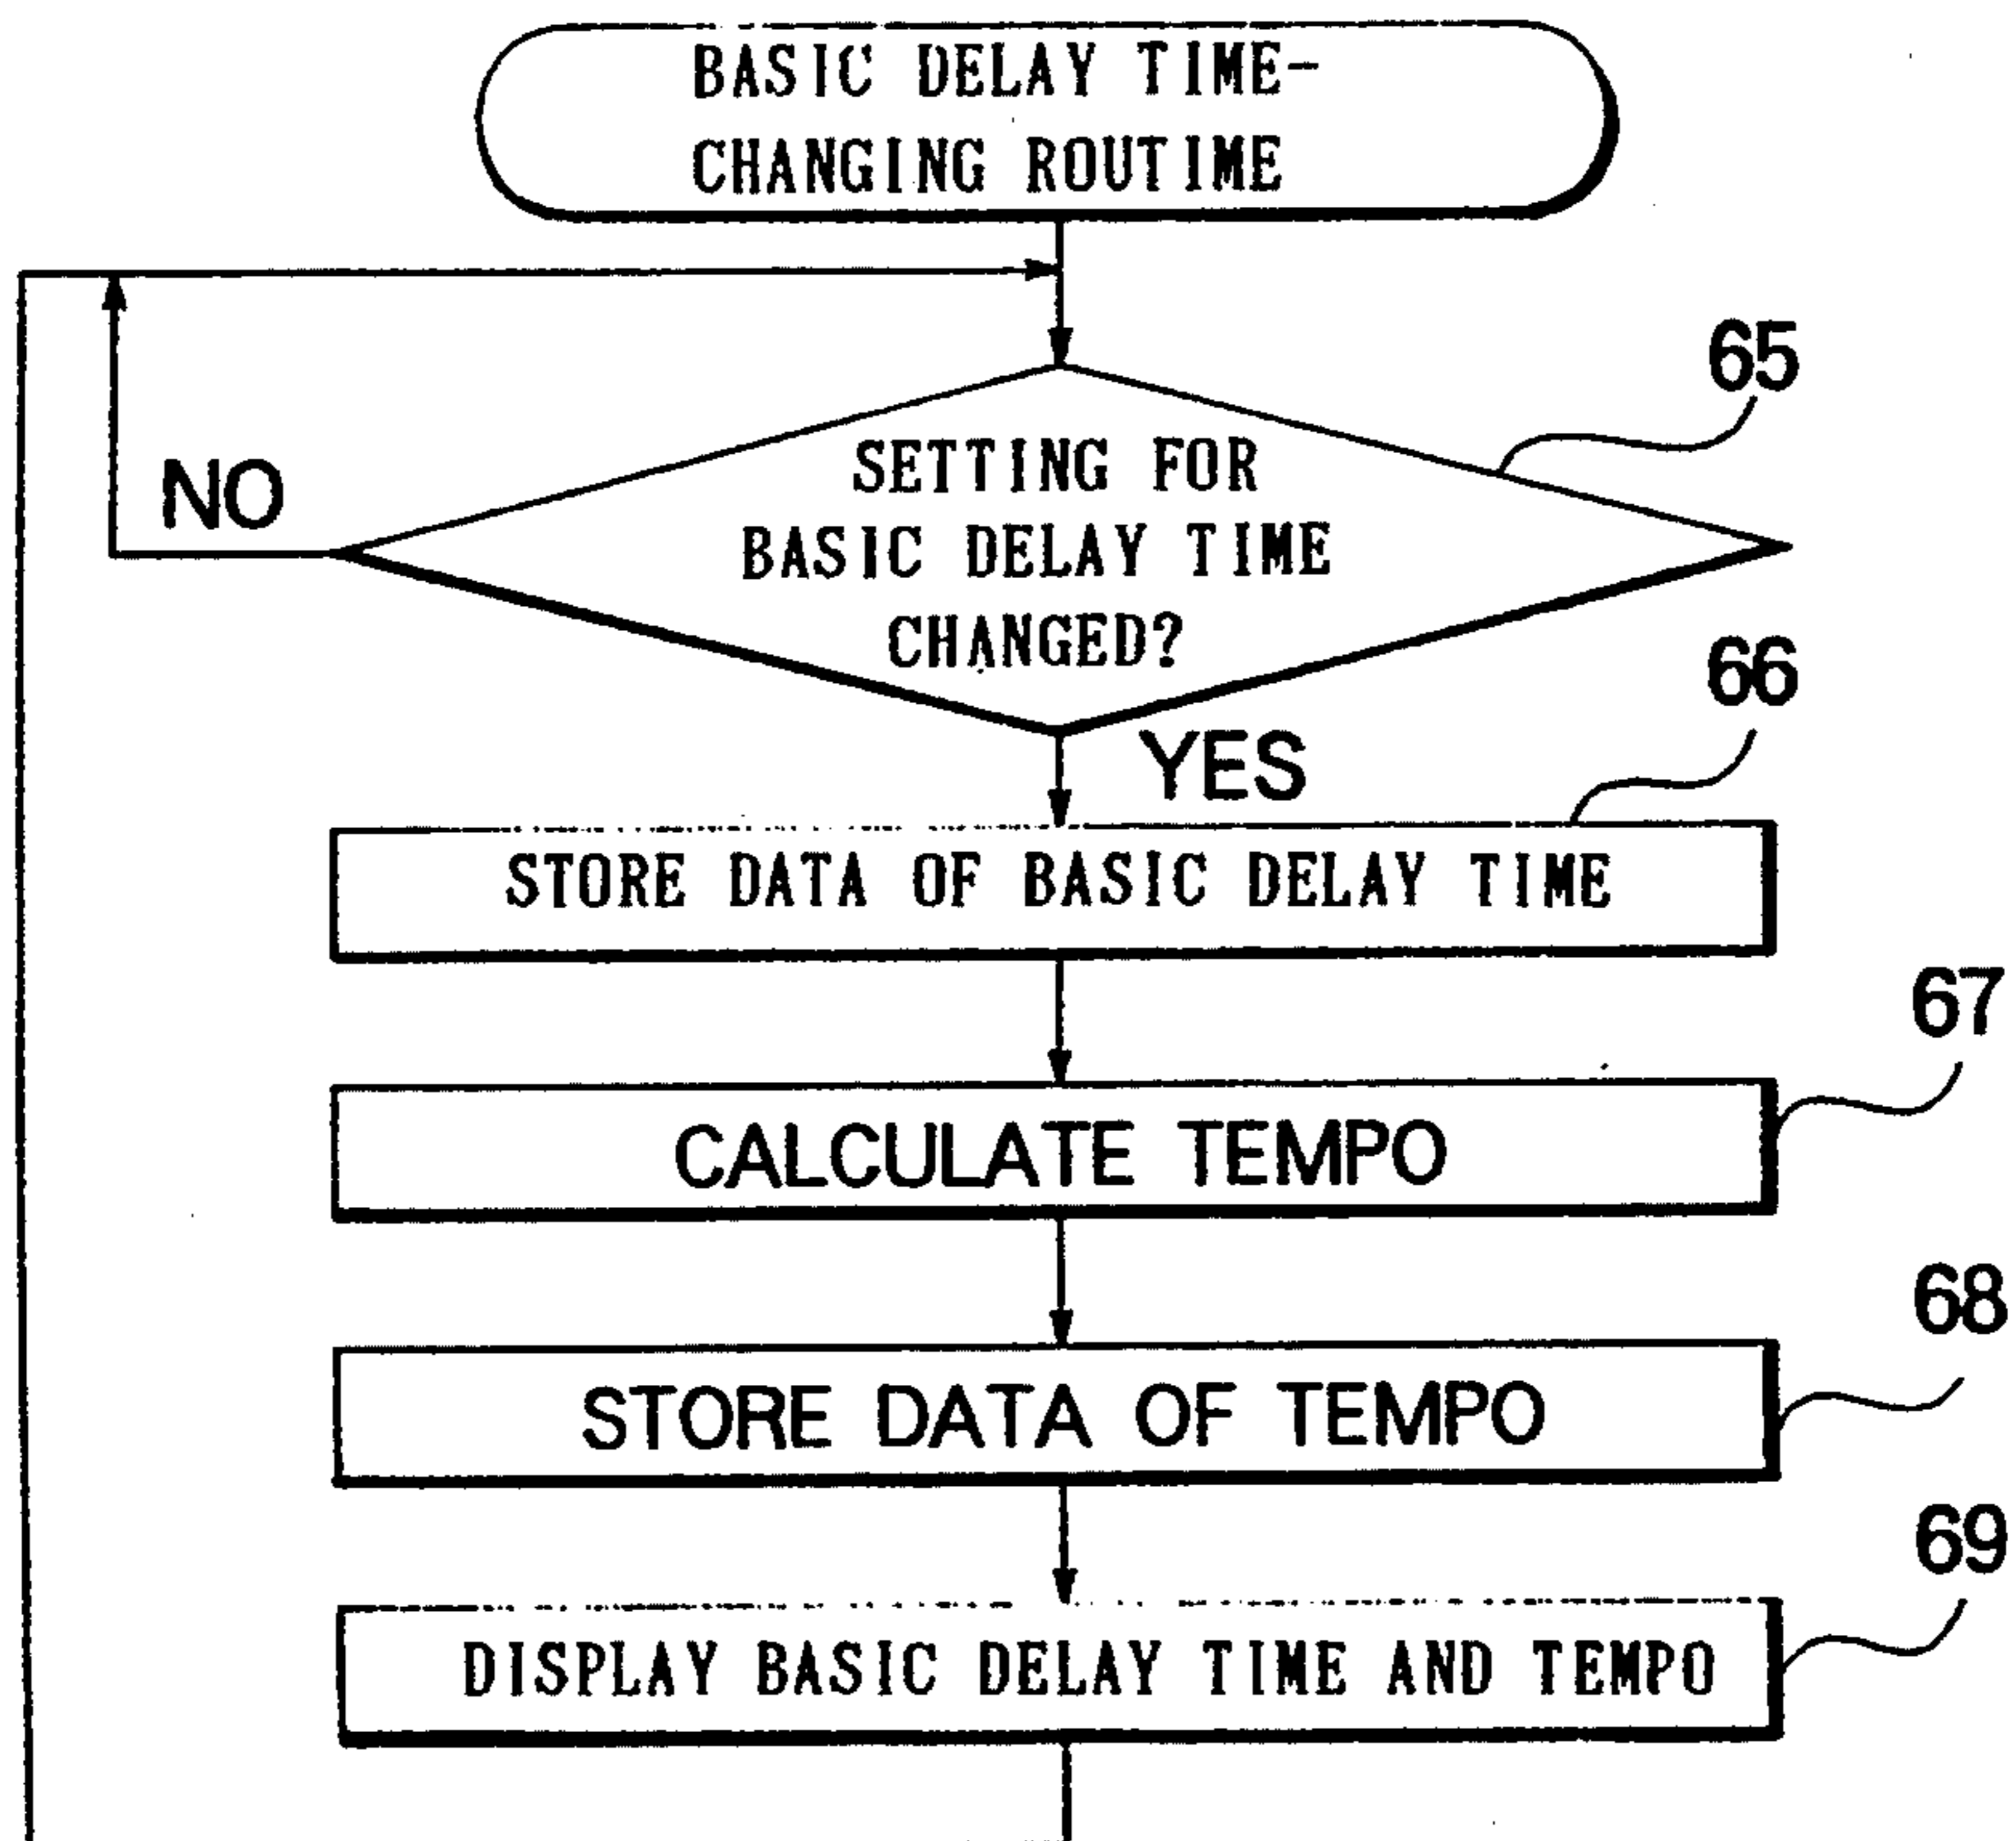 BASIC DELAY TIME-
CHANGING ROUTIME
65
SETTING FOR
NO
BASIC DELAY TIME
CHANGED?
66
YES
STORE DATA OF BASIC DELAY TIME
67
CALCULATE TEMPO
68
STORE DATA OF TEMPO
69
DISPLAY BASIC DELAY TIME AND TEMPO